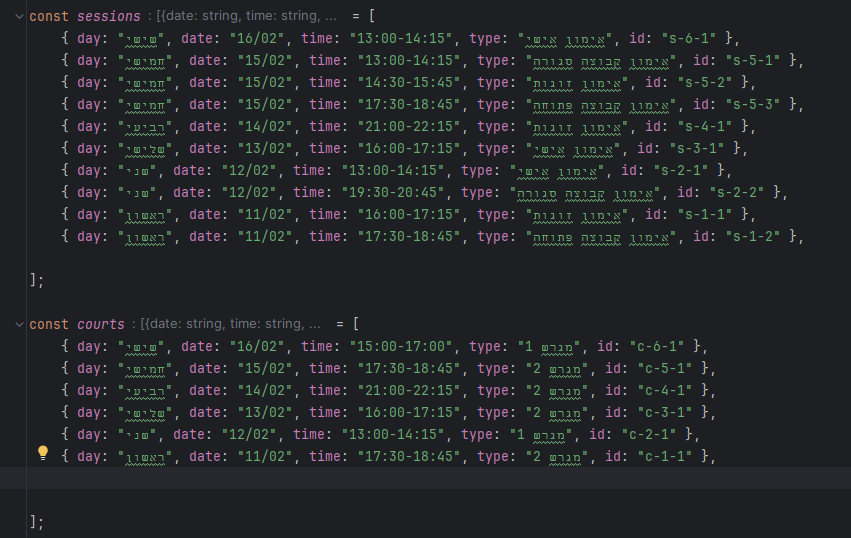 const sessions : [{date: string, time: string, ... = [
{ day: "שישי", date: "16/02", time: "13:00-14:15", type: "אימון אישי", id: "s-6-1" },
{ day: "חמישי", date: "15/02", time: "13:00-14:15", type: "אימון קבוצה סגורה", id: "s-5-1" },
{ day: "חמישי", date: "15/02", time: "14:30-15:45", type: "אימון זוגות", id: "s-5-2" },
{ day: "חמישי", date: "15/02", time: "17:30-18:45", type: "אימון קבוצה פתוחה", id: "s-5-3" },
{ day: "רביעי", date: "14/02", time: "21:00-22:15", type: "אימון זוגות", id: "s-4-1" },
{ day: "שלישי", date: "13/02", time: "16:00-17:15", type: "אימון אישי", id: "s-3-1" },
{ day: "שני", date: "12/02", time: "13:00-14:15", type: "אימון אישי", id: "s-2-1" },
{ day: "שני", date: "12/02", time: "19:30-20:45", type: "אימון קבוצה סגורה", id: "s-2-2" },
{ day: "ראשון", date: "11/02", time: "16:00-17:15", type: "אימון זוגות", id: "s-1-1" },
{ day: "ראשון", date: "11/02", time: "17:30-18:45", type: "אימון קבוצה פתוחה", id: "s-1-2" },
];
const courts : [{date: string, time: string, ... = [
{ day: "שישי", date: "16/02", time: "15:00-17:00", type: "מגרש 1", id: "c-6-1" },
{ day: "חמישי", date: "15/02", time: "17:30-18:45", type: "מגרש 2", id: "c-5-1" },
{ day: "רביעי", date: "14/02", time: "21:00-22:15", type: "מגרש 2", id: "c-4-1" },
{ day: "שלישי", date: "13/02", time: "16:00-17:15", type: "מגרש 2", id: "c-3-1" },
{ day: "שני", date: "12/02", time: "13:00-14:15", type: "מגרש 1", id: "c-2-1" },
{ day: "ראשון", date: "11/02", time: "17:30-18:45", type: "מגרש 2", id: "c-1-1" },
];